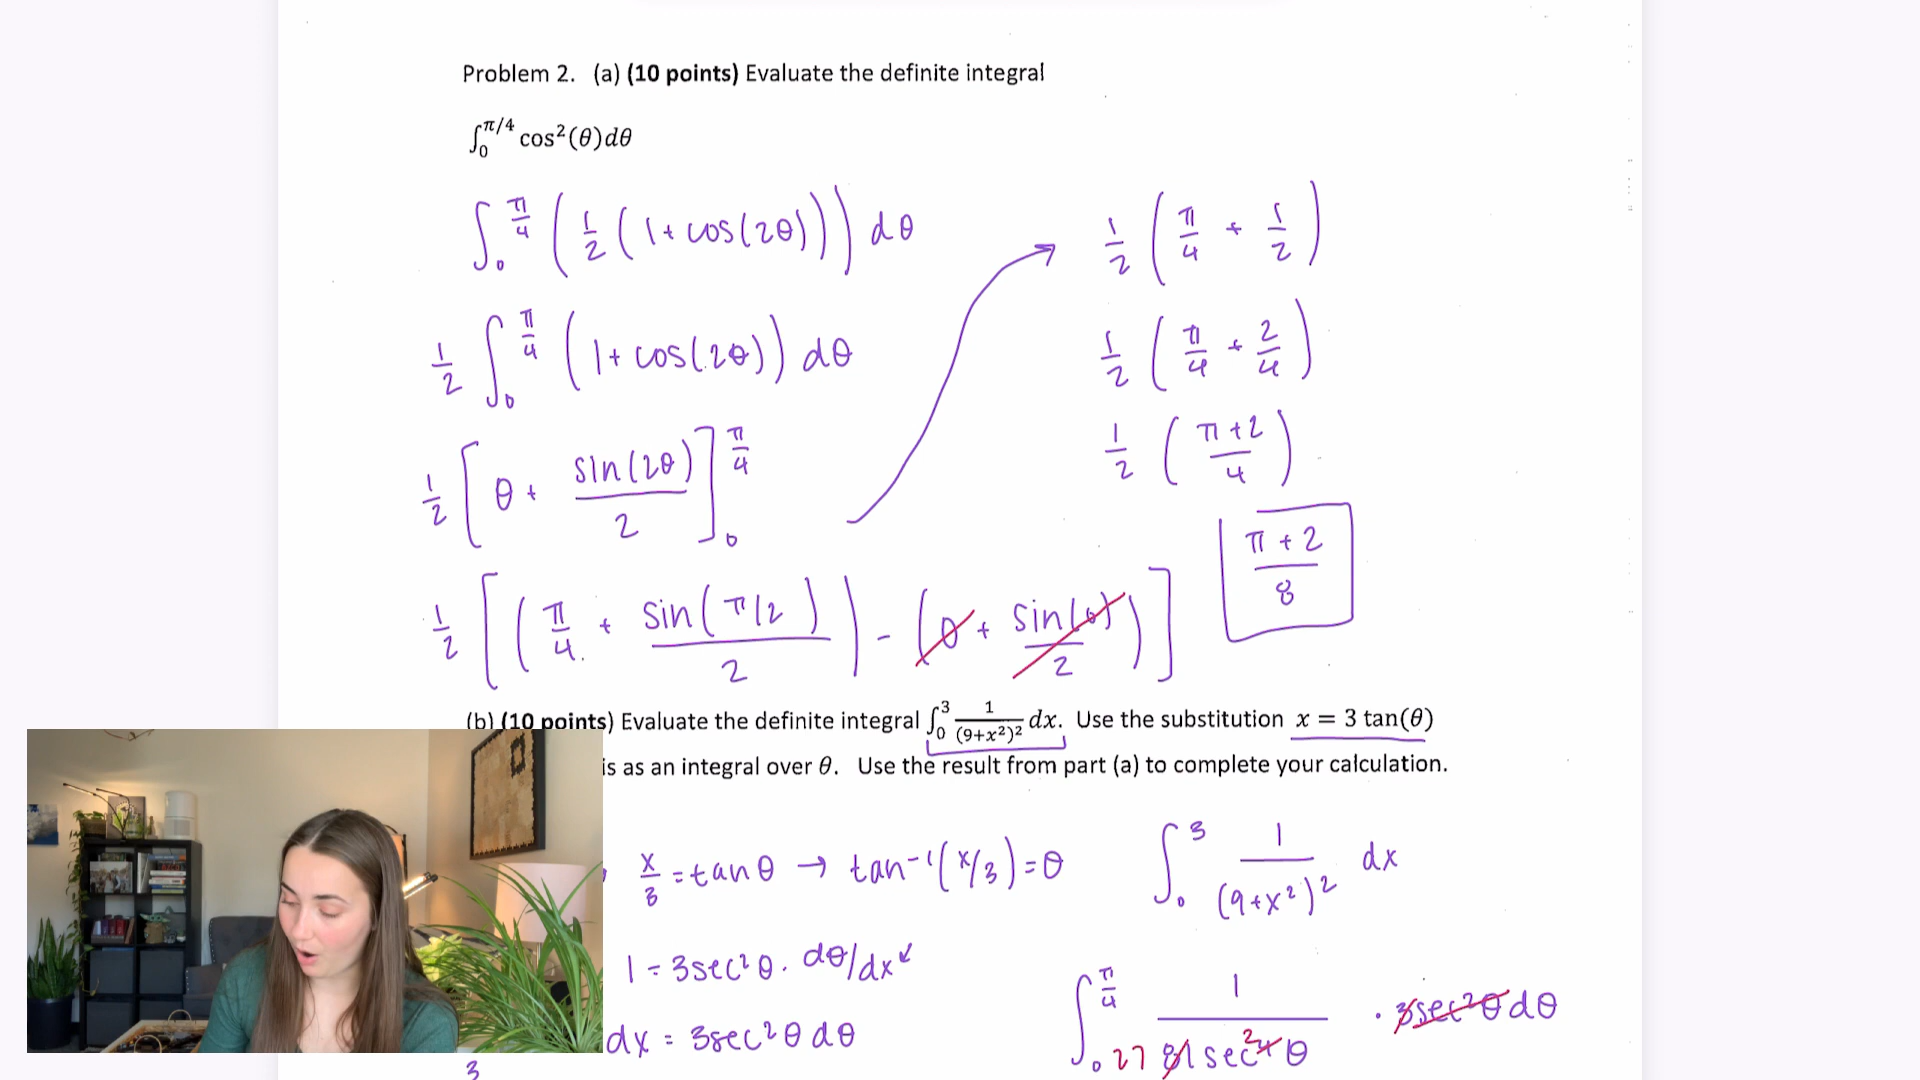 Problem 2. (a) (10 points) Evaluate the definite integral
∫₀^{π/4} cos²(θ)dθ
∫₀^{π/4} (1/2 (1 + cos(2θ))) dθ
1/2 ∫₀^{π/4} (1 + cos(2θ)) dθ
1/2 [θ + sin(2θ)/2]₀^{π/4}
1/2 [(π/4 + sin(π/2)/2) - (0 + sin(0)/2)]
1/2 (π/4 + 1/2)
1/2 (π/4 + 2/4)
1/2 (π+2/4)
π + 2/8
(b) (10 points) Evaluate the definite integral ∫₀³ 1/(9+x²)² dx. Use the substitution x = 3 tan(θ)
is as an integral over θ. Use the result from part (a) to complete your calculation.
x/3 = tan θ → tan⁻¹(x/3) = θ
1 = 3sec²θ · dθ/dx
dx = 3sec²θ dθ
3
∫₀³ 1/(9+x²)² dx
∫₀^{π/4} 1/27 81 sec² 4 θ · 3sec²θ dθ